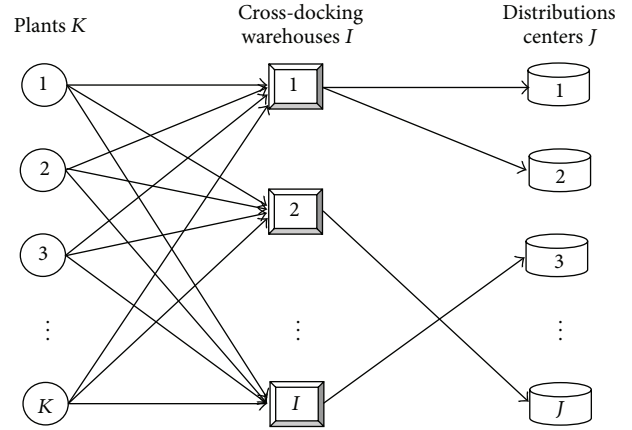 Plants K
Cross-docking
warehouses I
Distributions
centers J
1
1
1
2
2
2
3
3
⋮
⋮
⋮
K
I
J